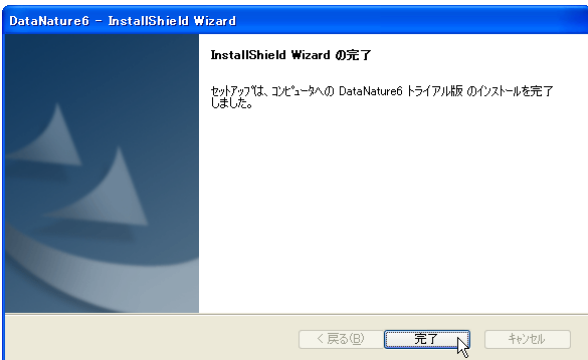 DataNature6 - InstallShield Wizard
InstallShield Wizard の完了
セットアップは、コンピュータへの DataNature6 トライアル版 のインストールを完了
しました。
< 戻る(B)
完了
キャンセル